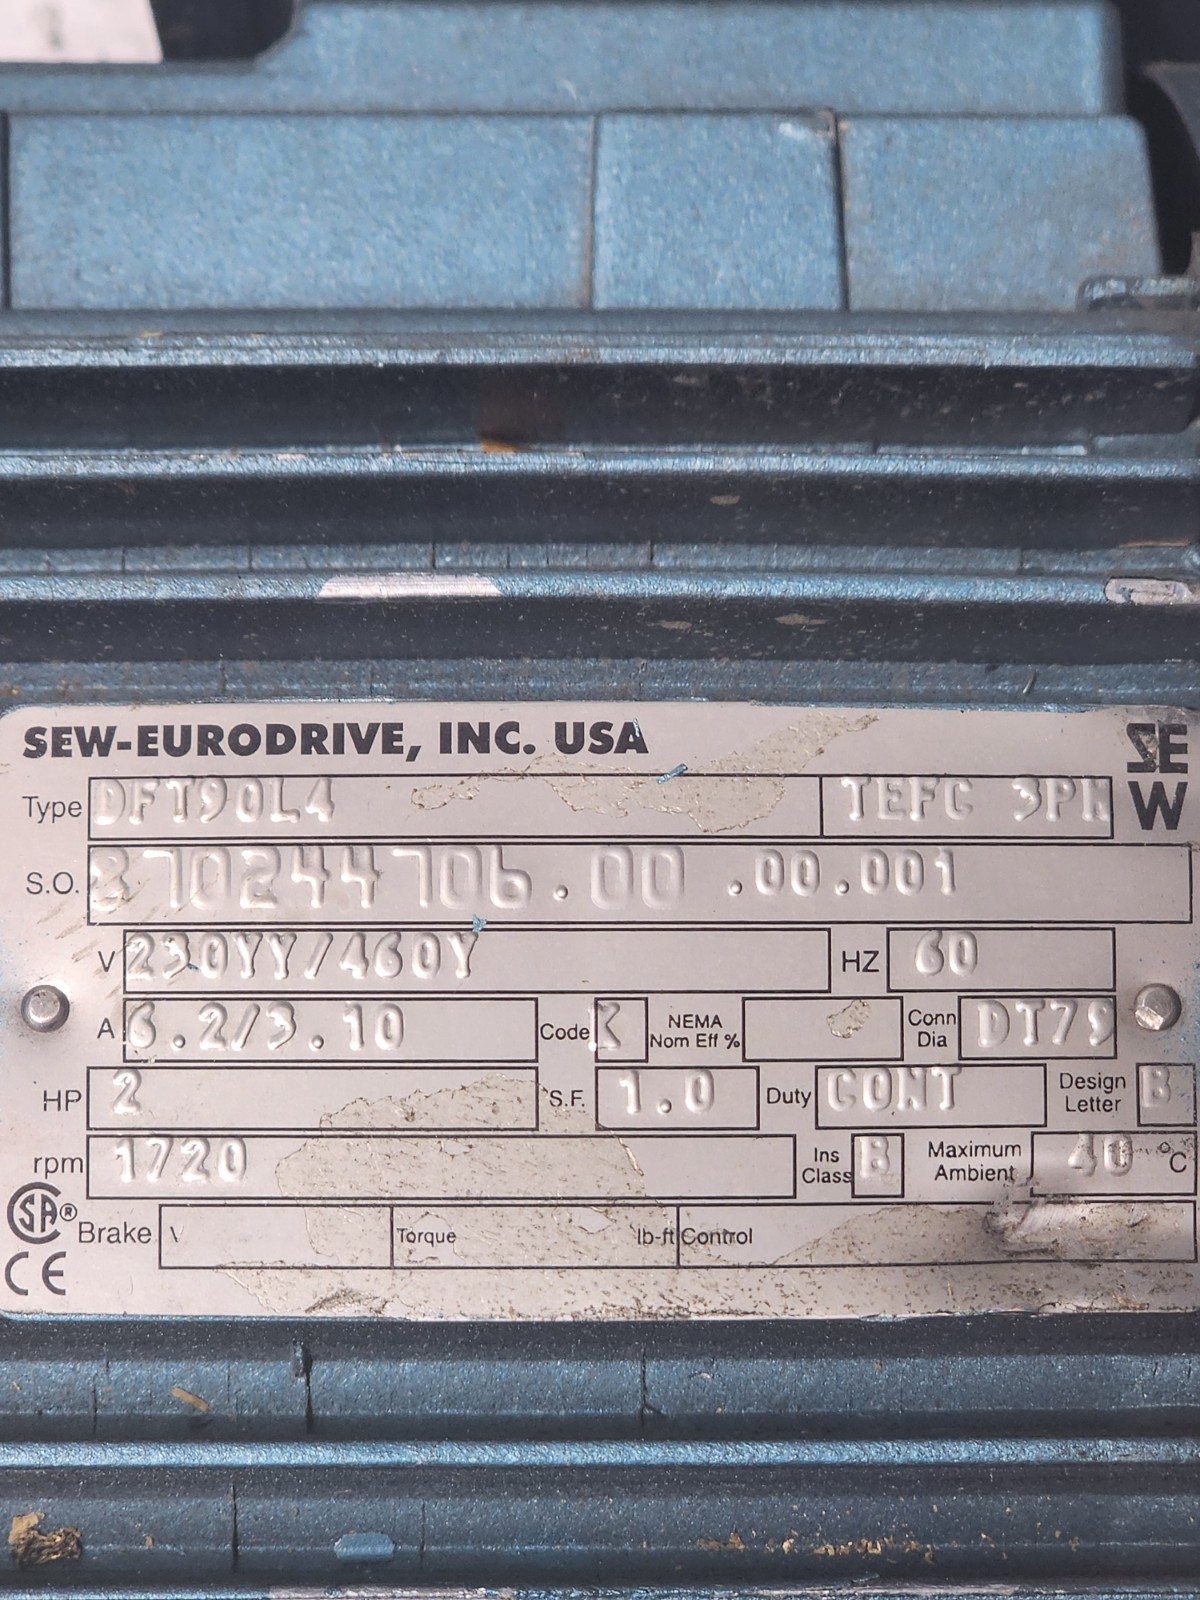 SEW-EURODRIVE, INC. USA
SE
W
Type DFT90L4 TEFC 3PH
S.O. 870244706.00.00.001
V 230YY/460Y HZ 60
A 6.2/3.10 Code K NEMA Nom Eff % Conn Dia DT79
HP 2 S.F. 1.0 Duty CONT Design Letter B
rpm 1720 Ins Class B Maximum Ambient 40 °C
CSA®
Brake V Torque lb-ft Control
CE